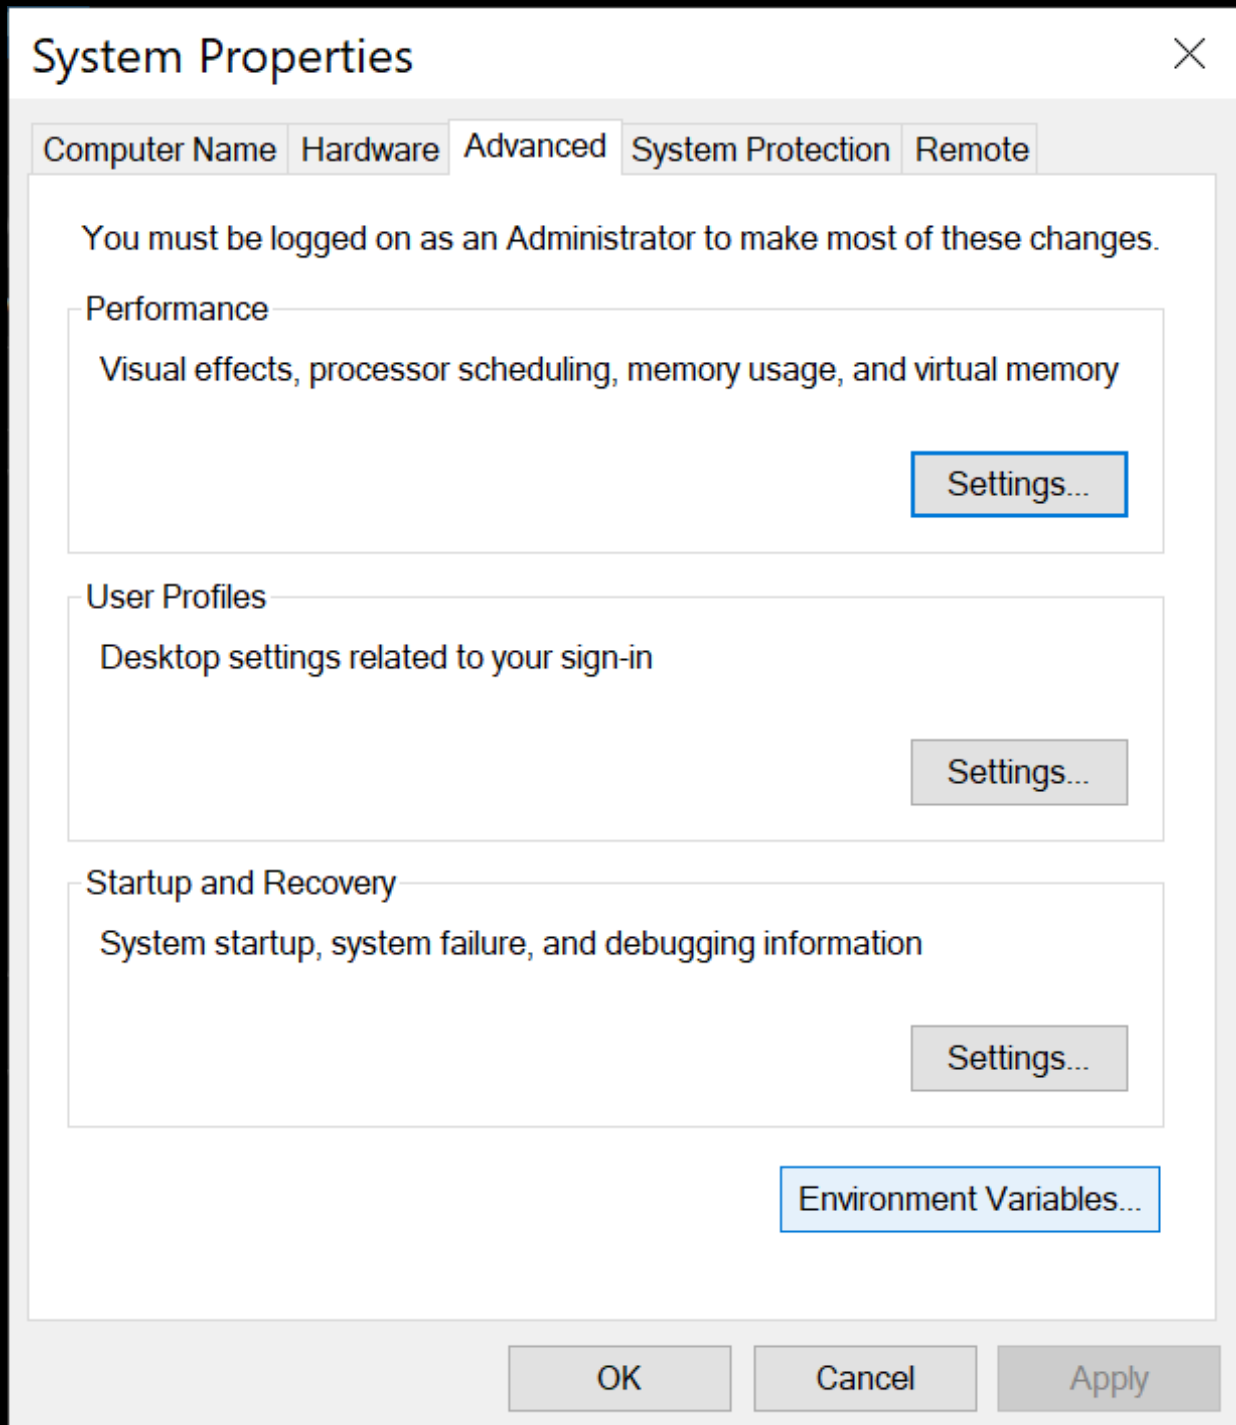 System Properties
Computer Name Hardware Advanced System Protection Remote
You must be logged on as an Administrator to make most of these changes.
Performance
Visual effects, processor scheduling, memory usage, and virtual memory
Settings...
User Profiles
Desktop settings related to your sign-in
Settings...
Startup and Recovery
System startup, system failure, and debugging information
Settings...
Environment Variables...
OK Cancel Apply